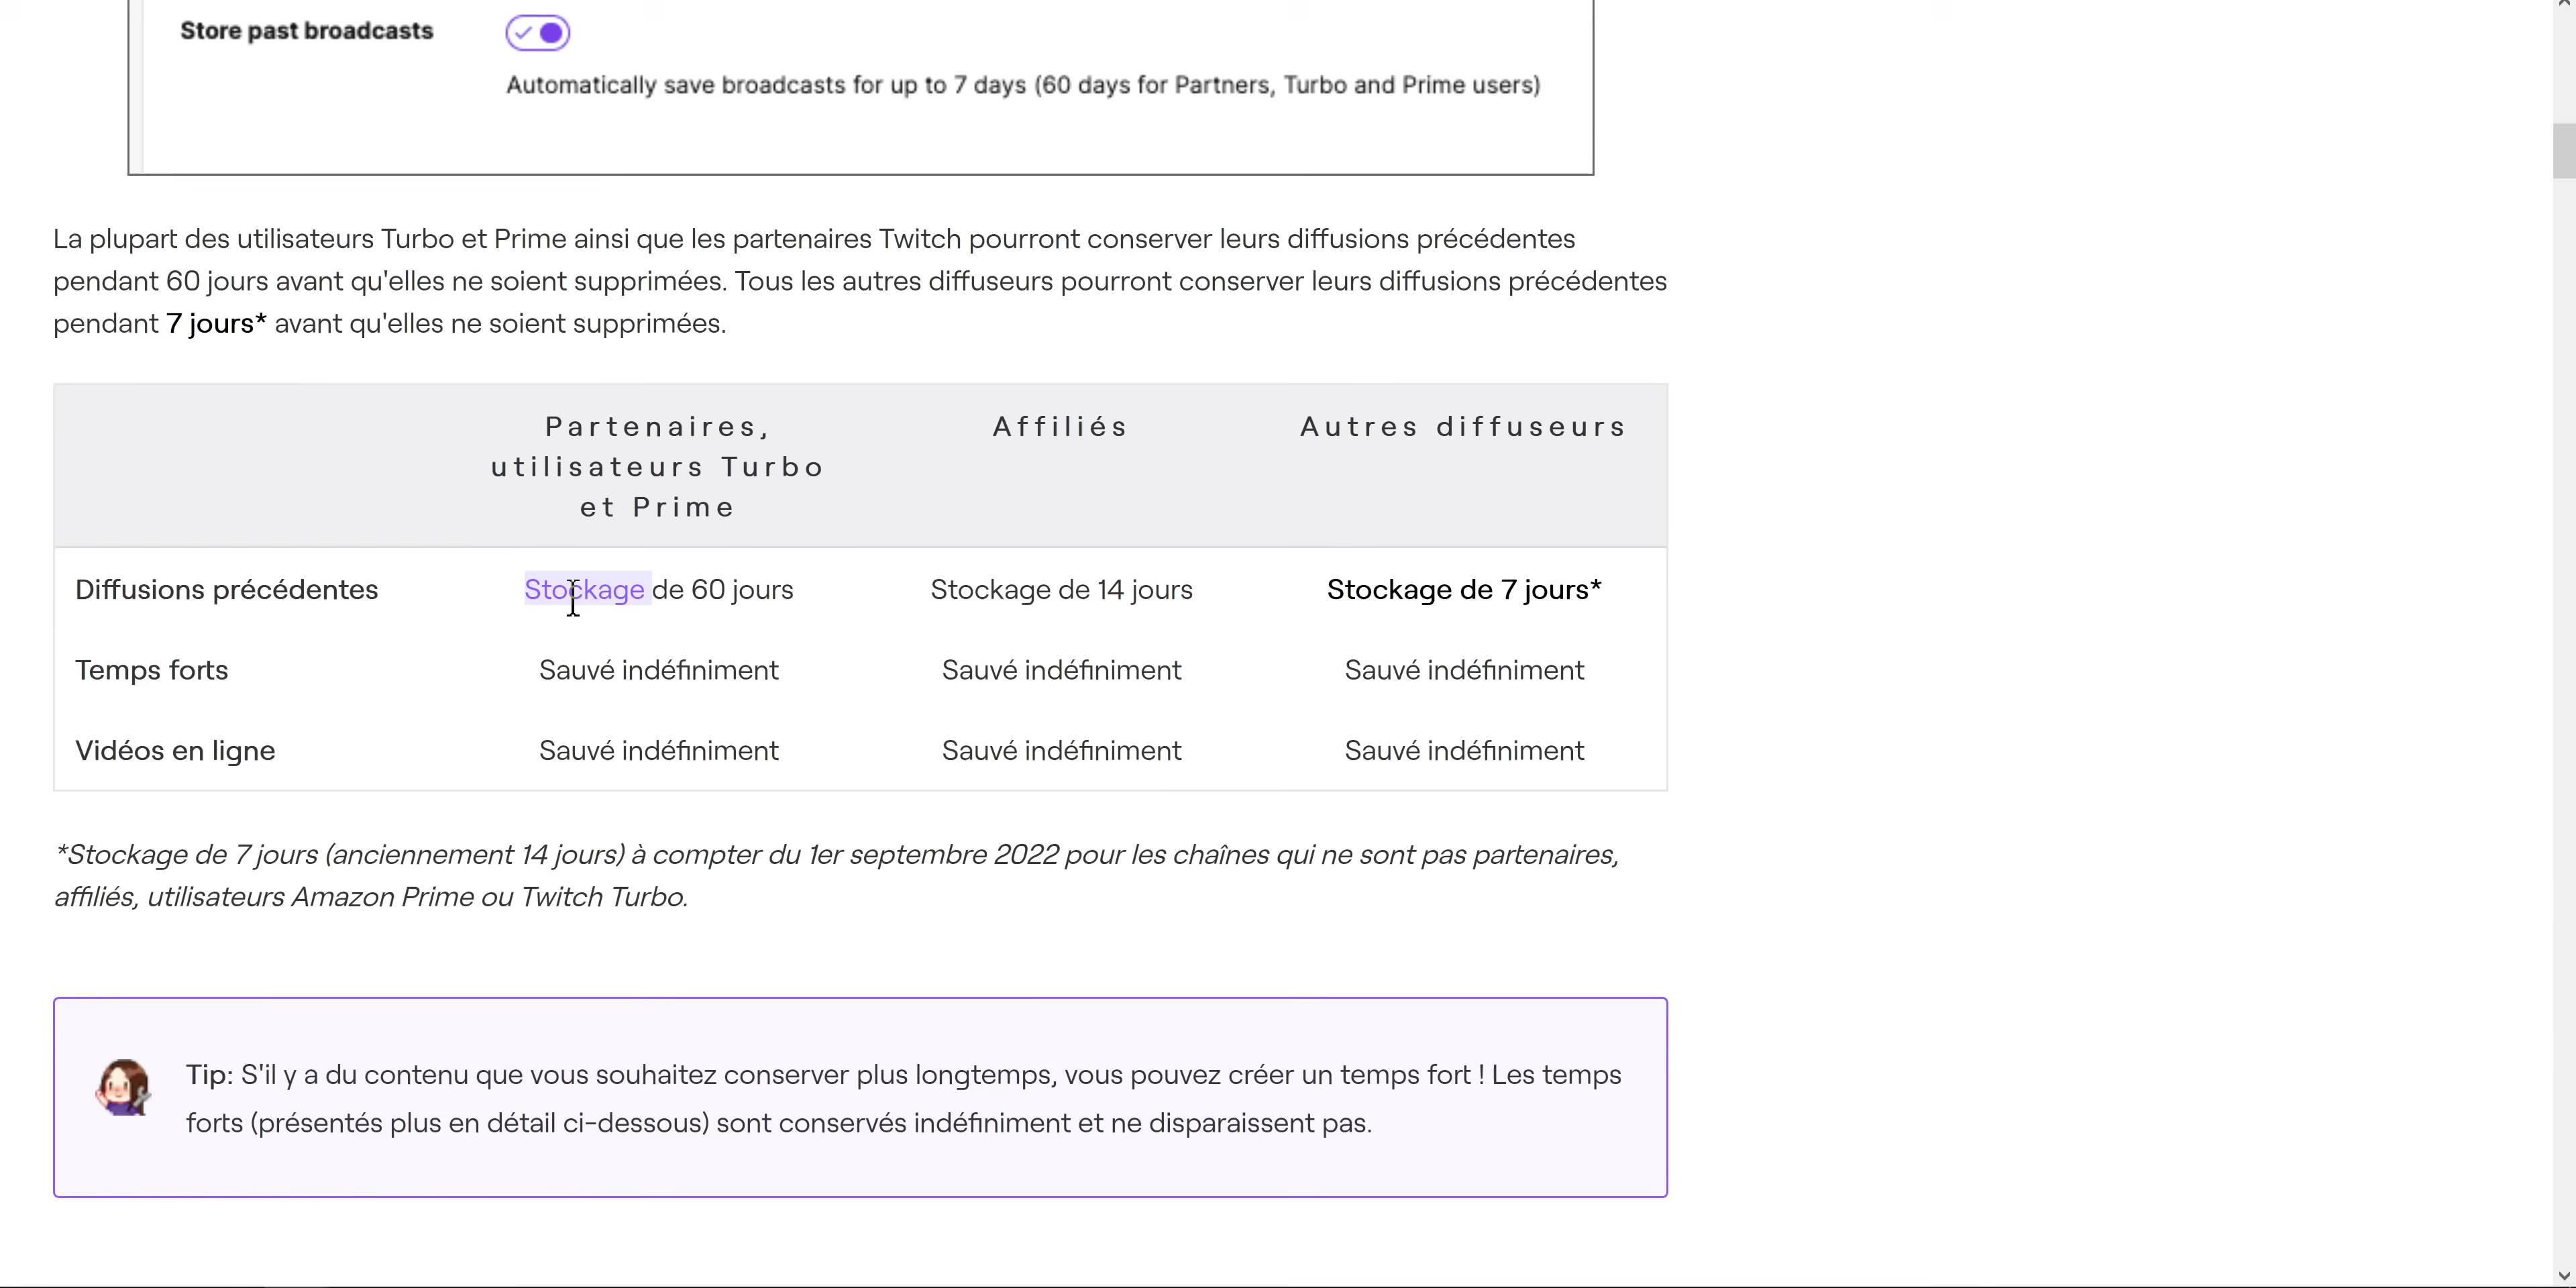 Store past broadcasts
Automatically save broadcasts for up to 7 days (60 days for Partners, Turbo and Prime users)
La plupart des utilisateurs Turbo et Prime ainsi que les partenaires Twitch pourront conserver leurs diffusions précédentes
pendant 60 jours avant qu'elles ne soient supprimées. Tous les autres diffuseurs pourront conserver leurs diffusions précédentes
pendant 7 jours* avant qu'elles ne soient supprimées.
Partenaires,
utilisateurs Turbo
et Prime
Affiliés
Autres diffuseurs
Diffusions précédentes
Stockage de 60 jours
Stockage de 14 jours
Stockage de 7 jours*
Temps forts
Sauvé indéfiniment
Sauvé indéfiniment
Sauvé indéfiniment
Vidéos en ligne
Sauvé indéfiniment
Sauvé indéfiniment
Sauvé indéfiniment
*Stockage de 7 jours (anciennement 14 jours) à compter du 1er septembre 2022 pour les chaînes qui ne sont pas partenaires,
affiliés, utilisateurs Amazon Prime ou Twitch Turbo.
Tip: S'il y a du contenu que vous souhaitez conserver plus longtemps, vous pouvez créer un temps fort ! Les temps
forts (présentés plus en détail ci-dessous) sont conservés indéfiniment et ne disparaissent pas.